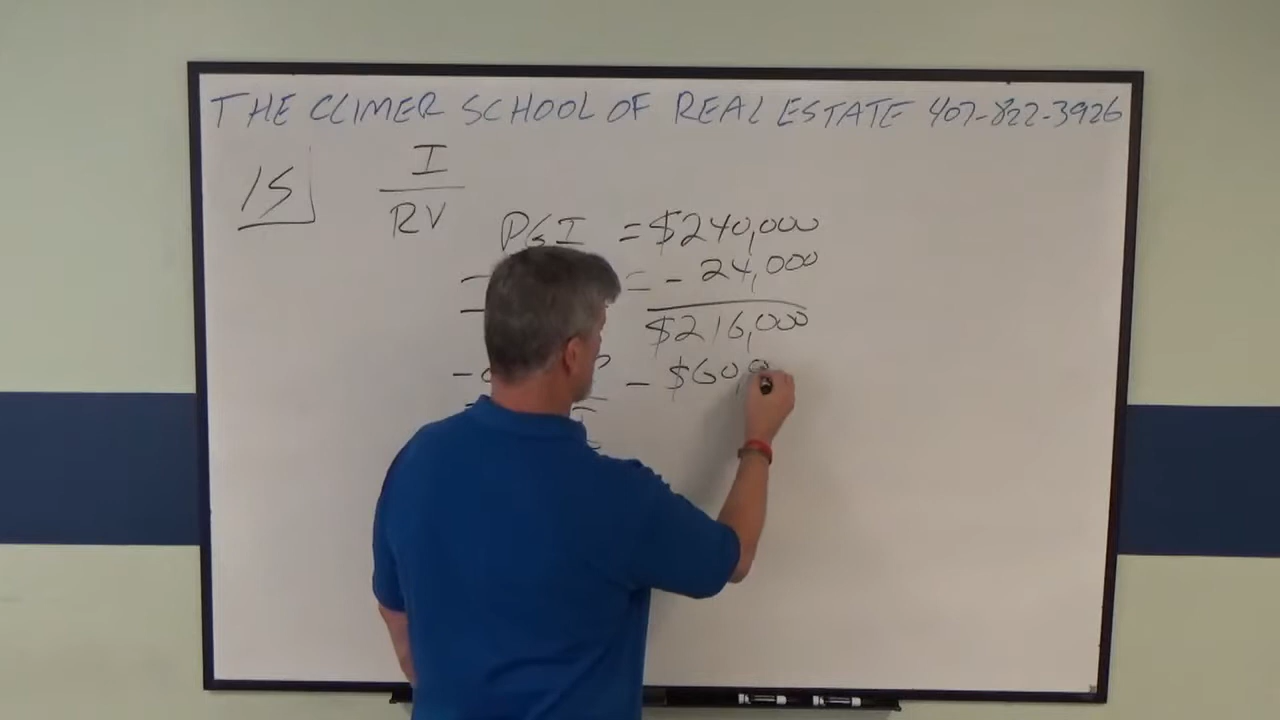 THE CLIMER SCHOOL OF REAL ESTATE 407-822-3926
15
I
RV
PGI = $240,000
- = - 24,000
- $216,000
- - $60,0